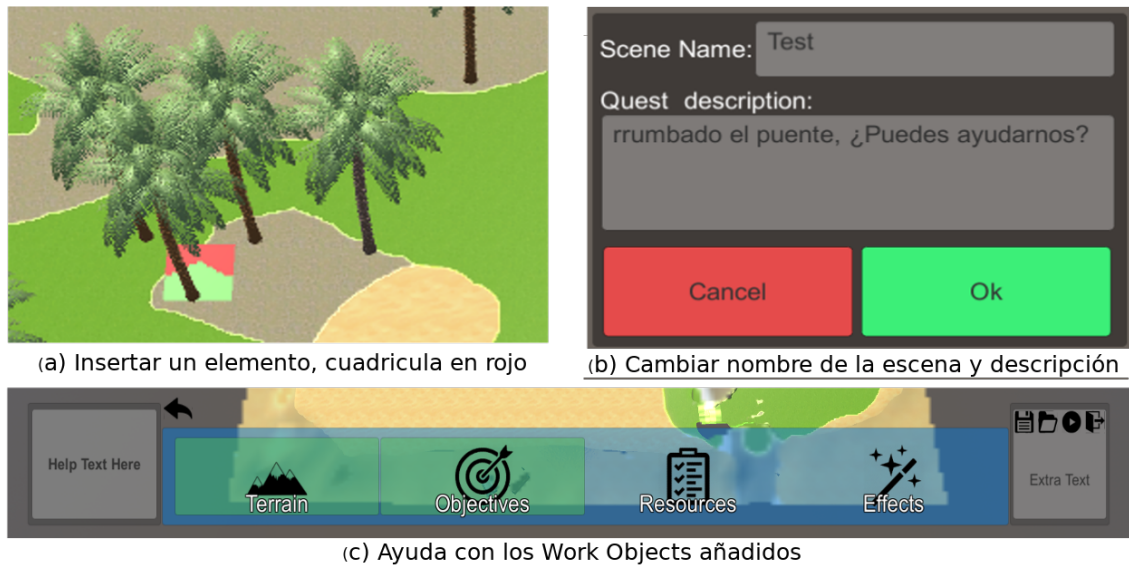 Scene Name: Test
Quest description:
rrumbado el puente, ¿Puedes ayudarnos?
Cancel Ok
(a) Insertar un elemento, cuadricula en rojo
(b) Cambiar nombre de la escena y descripción
Help Text Here
Terrain Objectives Resources Effects
Extra Text
(c) Ayuda con los Work Objects añadidos